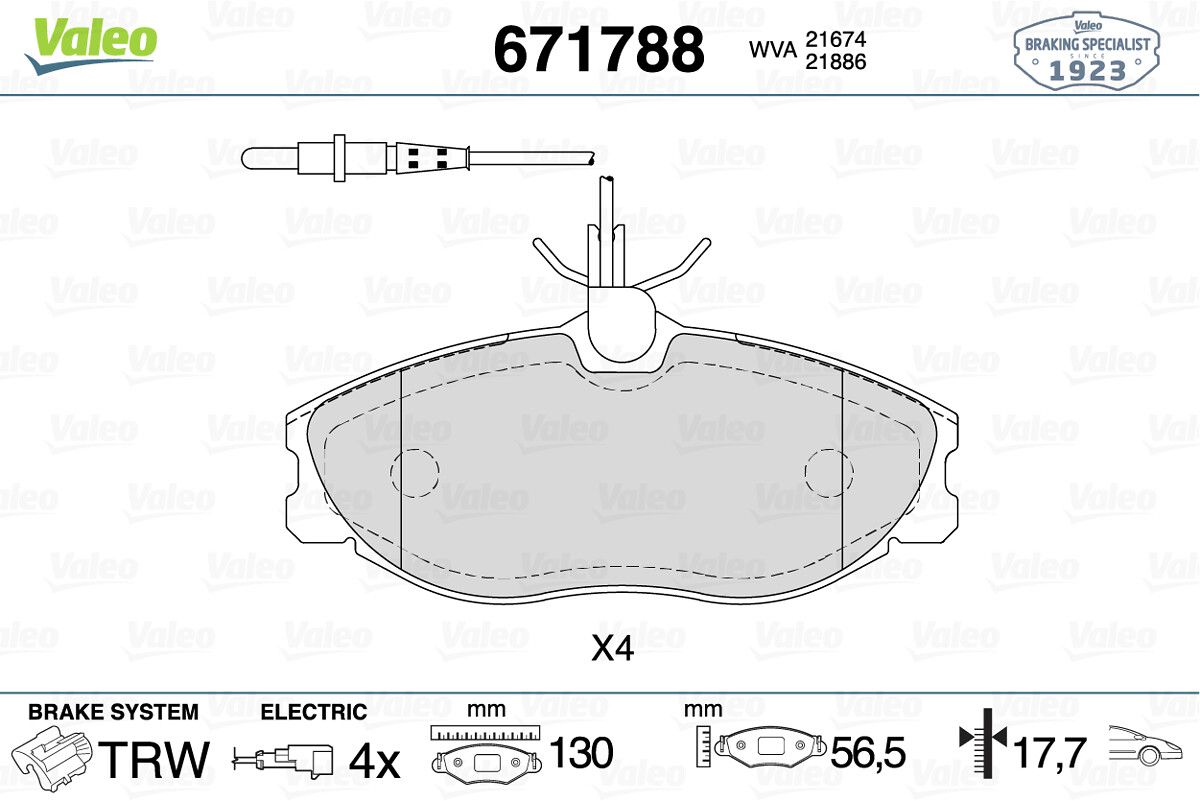 Valeo
671788
WVA 21674
21886
Valeo
BRAKING SPECIALIST
SINCE
1923
X4
BRAKE SYSTEM
TRW
ELECTRIC
4x
mm
130
mm
56,5
17,7